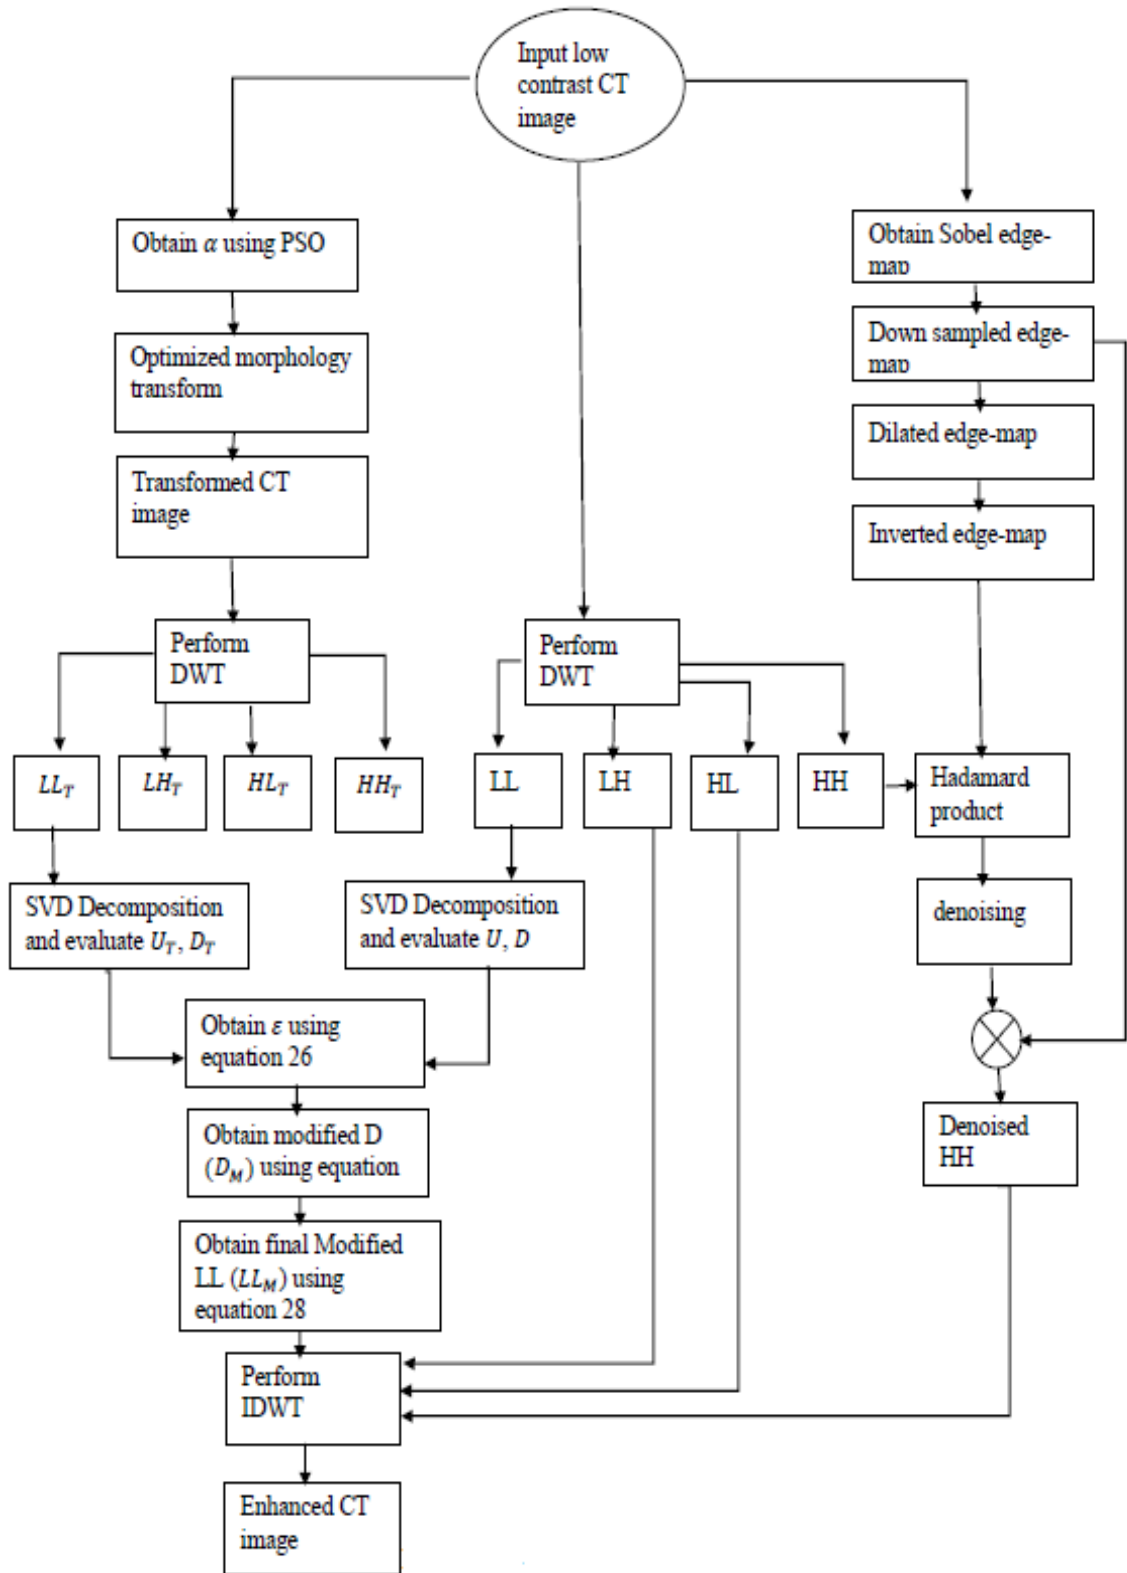 Input low
contrast CT
image
Obtain α using PSO
Optimized morphology
transform
Transformed CT
image
Perform
DWT
LL_T
LH_T
HL_T
HH_T
SVD Decomposition
and evaluate U_T, D_T
Perform
DWT
LL
LH
HL
HH
SVD Decomposition
and evaluate U, D
Obtain Sobel edge-
map
Down sampled edge-
map
Dilated edge-map
Inverted edge-map
Hadamard
product
denoising
Denoised
HH
Obtain ε using
equation 26
Obtain modified D
(D_M) using equation
Obtain final Modified
LL (LL_M) using
equation 28
Perform
IDWT
Enhanced CT
image